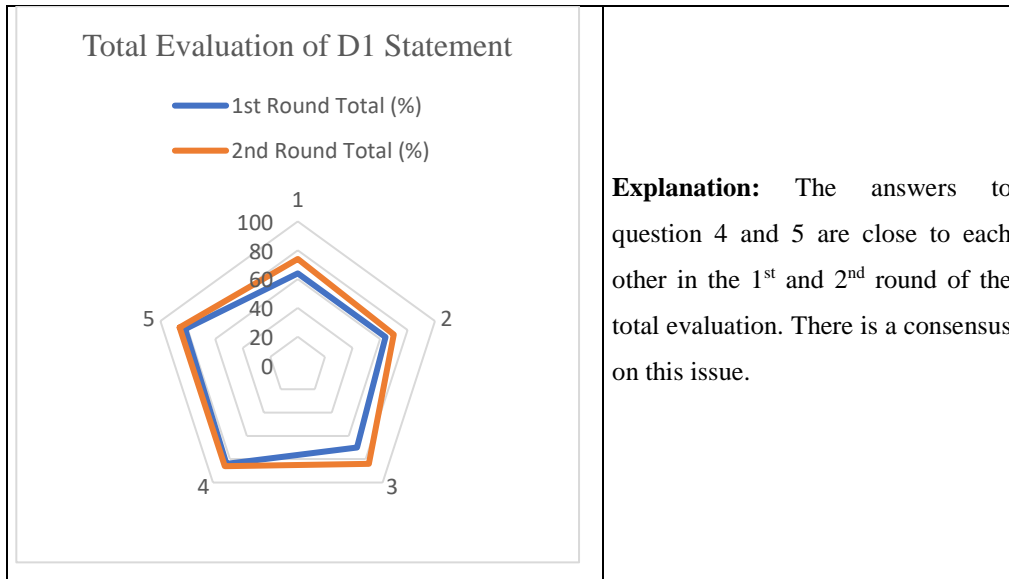 Total Evaluation of D1 Statement
1st Round Total (%)
2nd Round Total (%)
1
100
80
60
40
20
0
5
2
4
3
Explanation: The answers to
question 4 and 5 are close to each
other in the 1st and 2nd round of the
total evaluation. There is a consensus
on this issue.